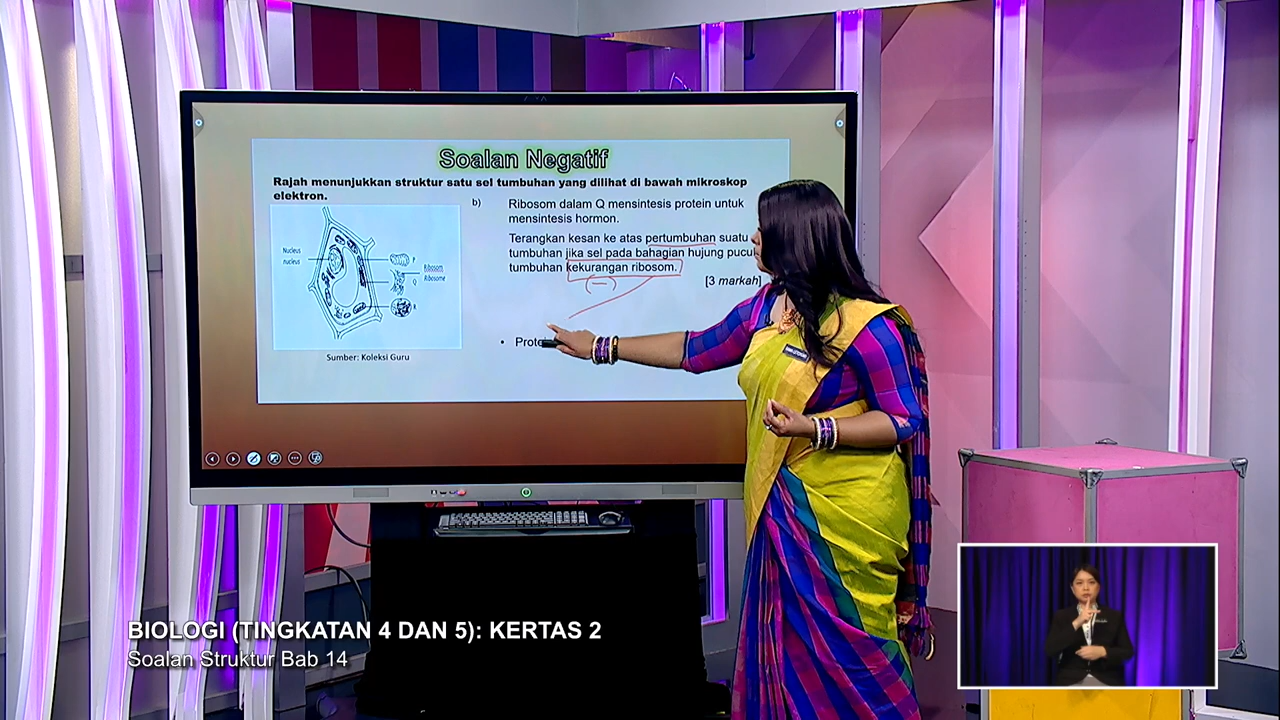 Soalan Negatif
Rajah menunjukkan struktur satu sel tumbuhan yang dilihat di bawah mikroskop
elektron.
b) Ribosom dalam Q mensintesis protein untuk
mensintesis hormon.
Terangkan kesan ke atas pertumbuhan suatu
tumbuhan jika sel pada bahagian hujung
tumbuhan kekurangan ribosom.
(-)
[3 markah]
Nucleus
nucleus
P
Ribosom
Ribosome
Q
R
Sumber: Koleksi Guru
•
BIOLOGI (TINGKATAN 4 DAN 5): KERTAS 2
Soalan Struktur Bab 14